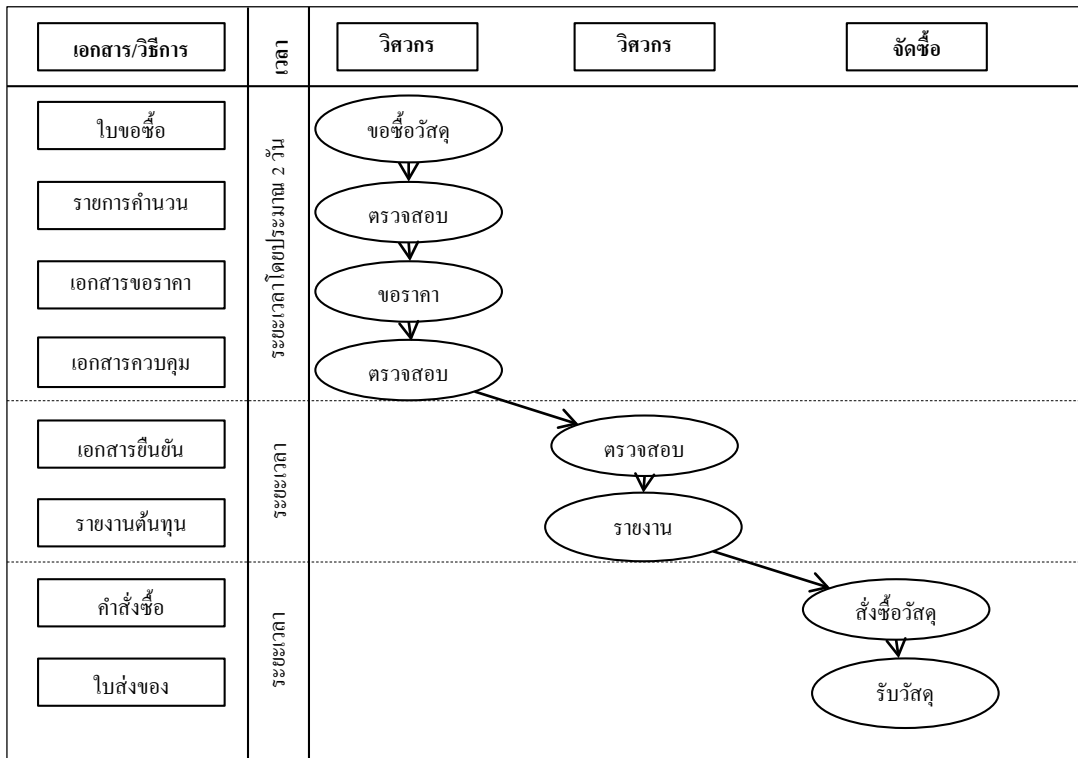 เอกสาร/วิธีการ
เวลา
วิศวกร
วิศวกร
จัดซื้อ
ใบขอซื้อ
ระยะเวลาโดยประมาณ 2 วัน
ขอซื้อวัสดุ
รายการคำนวน
ตรวจสอบ
เอกสารขอราคา
ขอราคา
เอกสารควบคุม
ตรวจสอบ
เอกสารยืนยัน
ระยะเวลา
ตรวจสอบ
รายงานต้นทุน
รายงาน
คำสั่งซื้อ
ระยะเวลา
สั่งซื้อวัสดุ
ใบส่งของ
รับวัสดุ